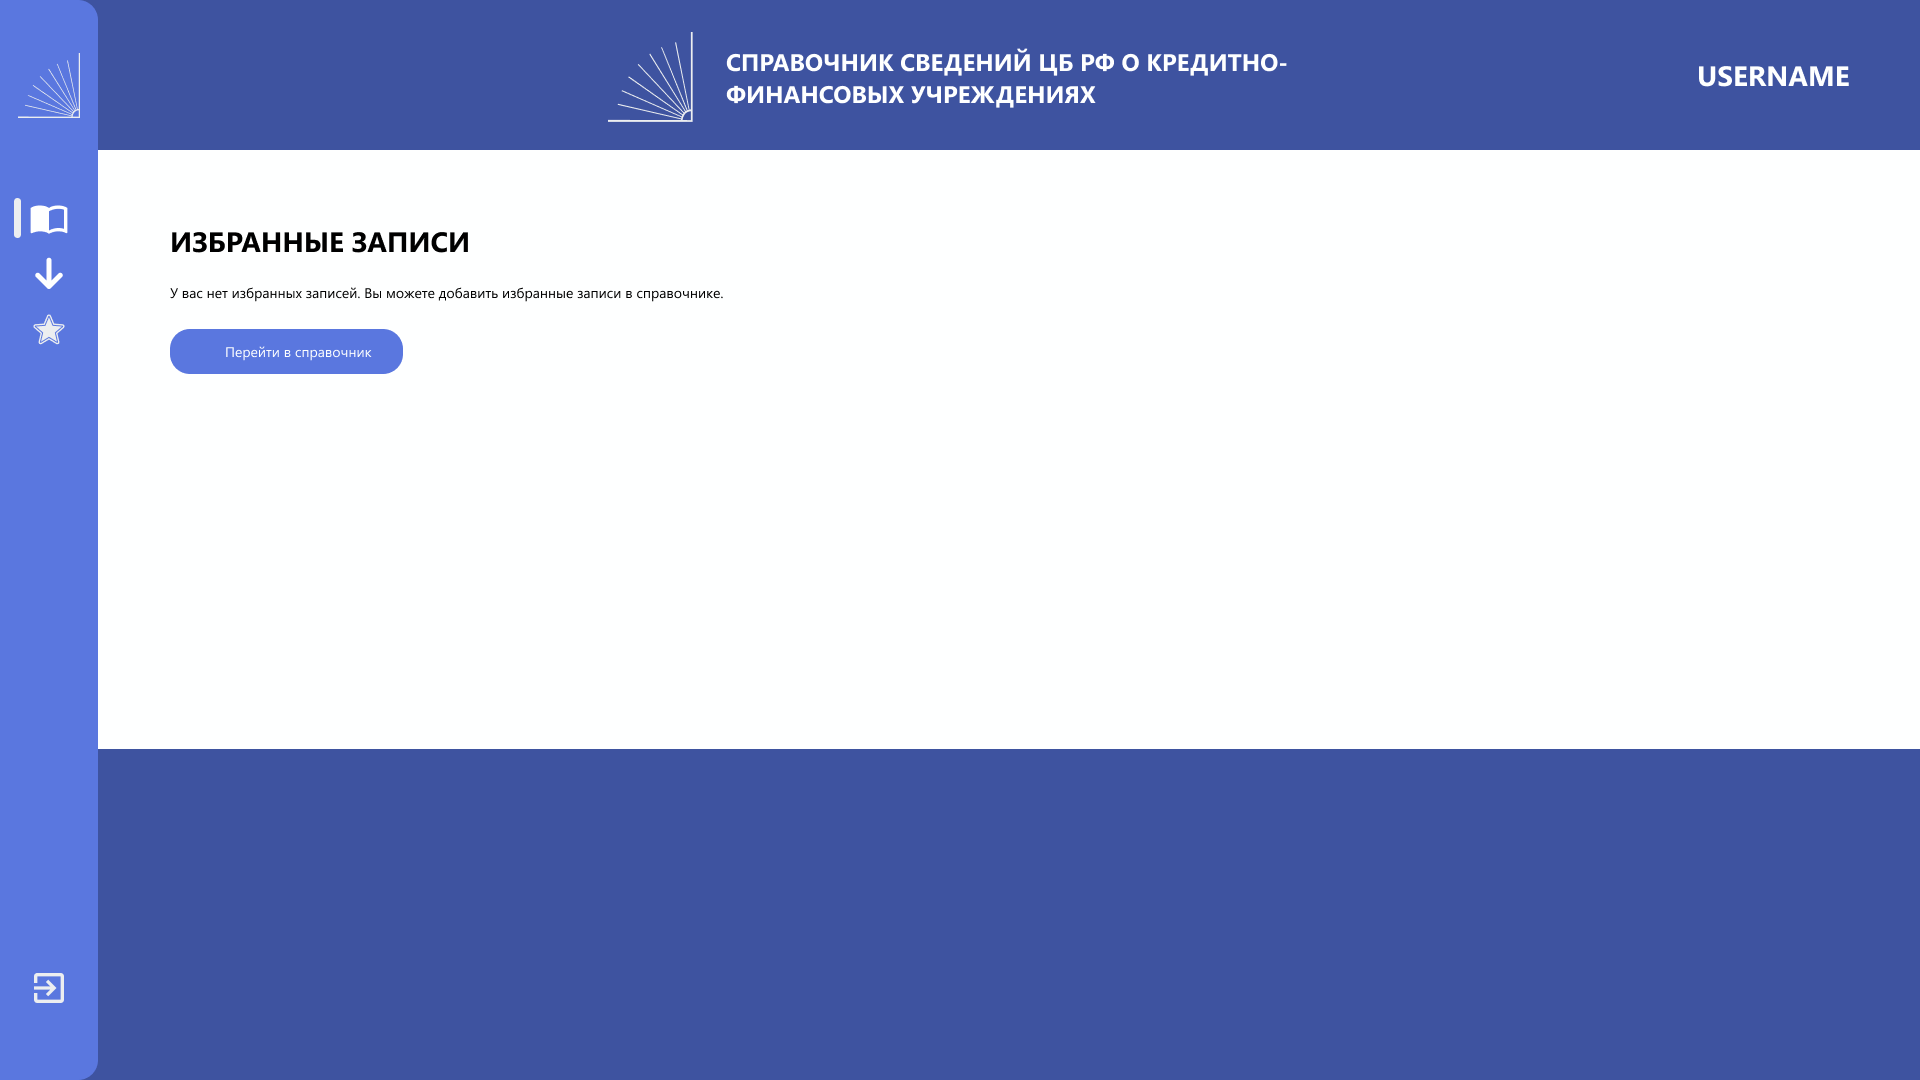 СПРАВОЧНИК СВЕДЕНИЙ ЦБ РФ О КРЕДИТНО-
ФИНАНСОВЫХ УЧРЕЖДЕНИЯХ
USERNAME
ИЗБРАННЫЕ ЗАПИСИ
У вас нет избранных записей. Вы можете добавить избранные записи в справочнике.
Перейти в справочник